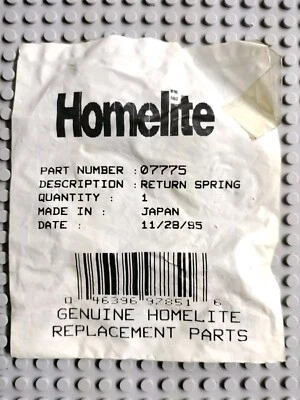 Homelite
PART NUMBER : 07775
DESCRIPTION : RETURN SPRING
QUANTITY : 1
MADE IN : JAPAN
DATE : 11/28/95
0 46396 97851 6
GENUINE HOMELITE
REPLACEMENT PARTS